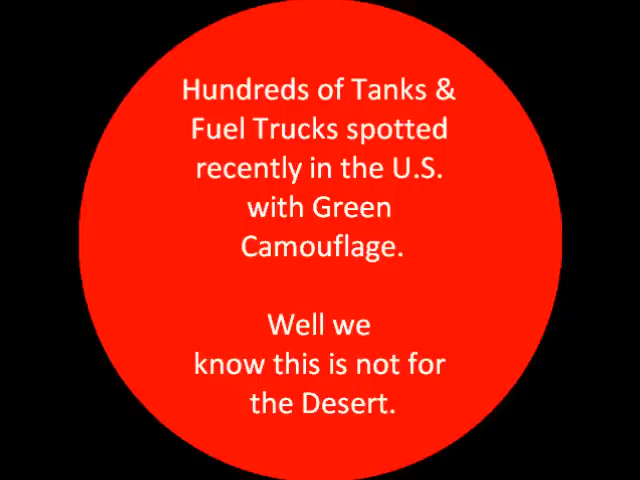 Hundreds of Tanks &
Fuel Trucks spotted
recently in the U.S.
with Green
Camouflage.
Well we
know this is not for
the Desert.